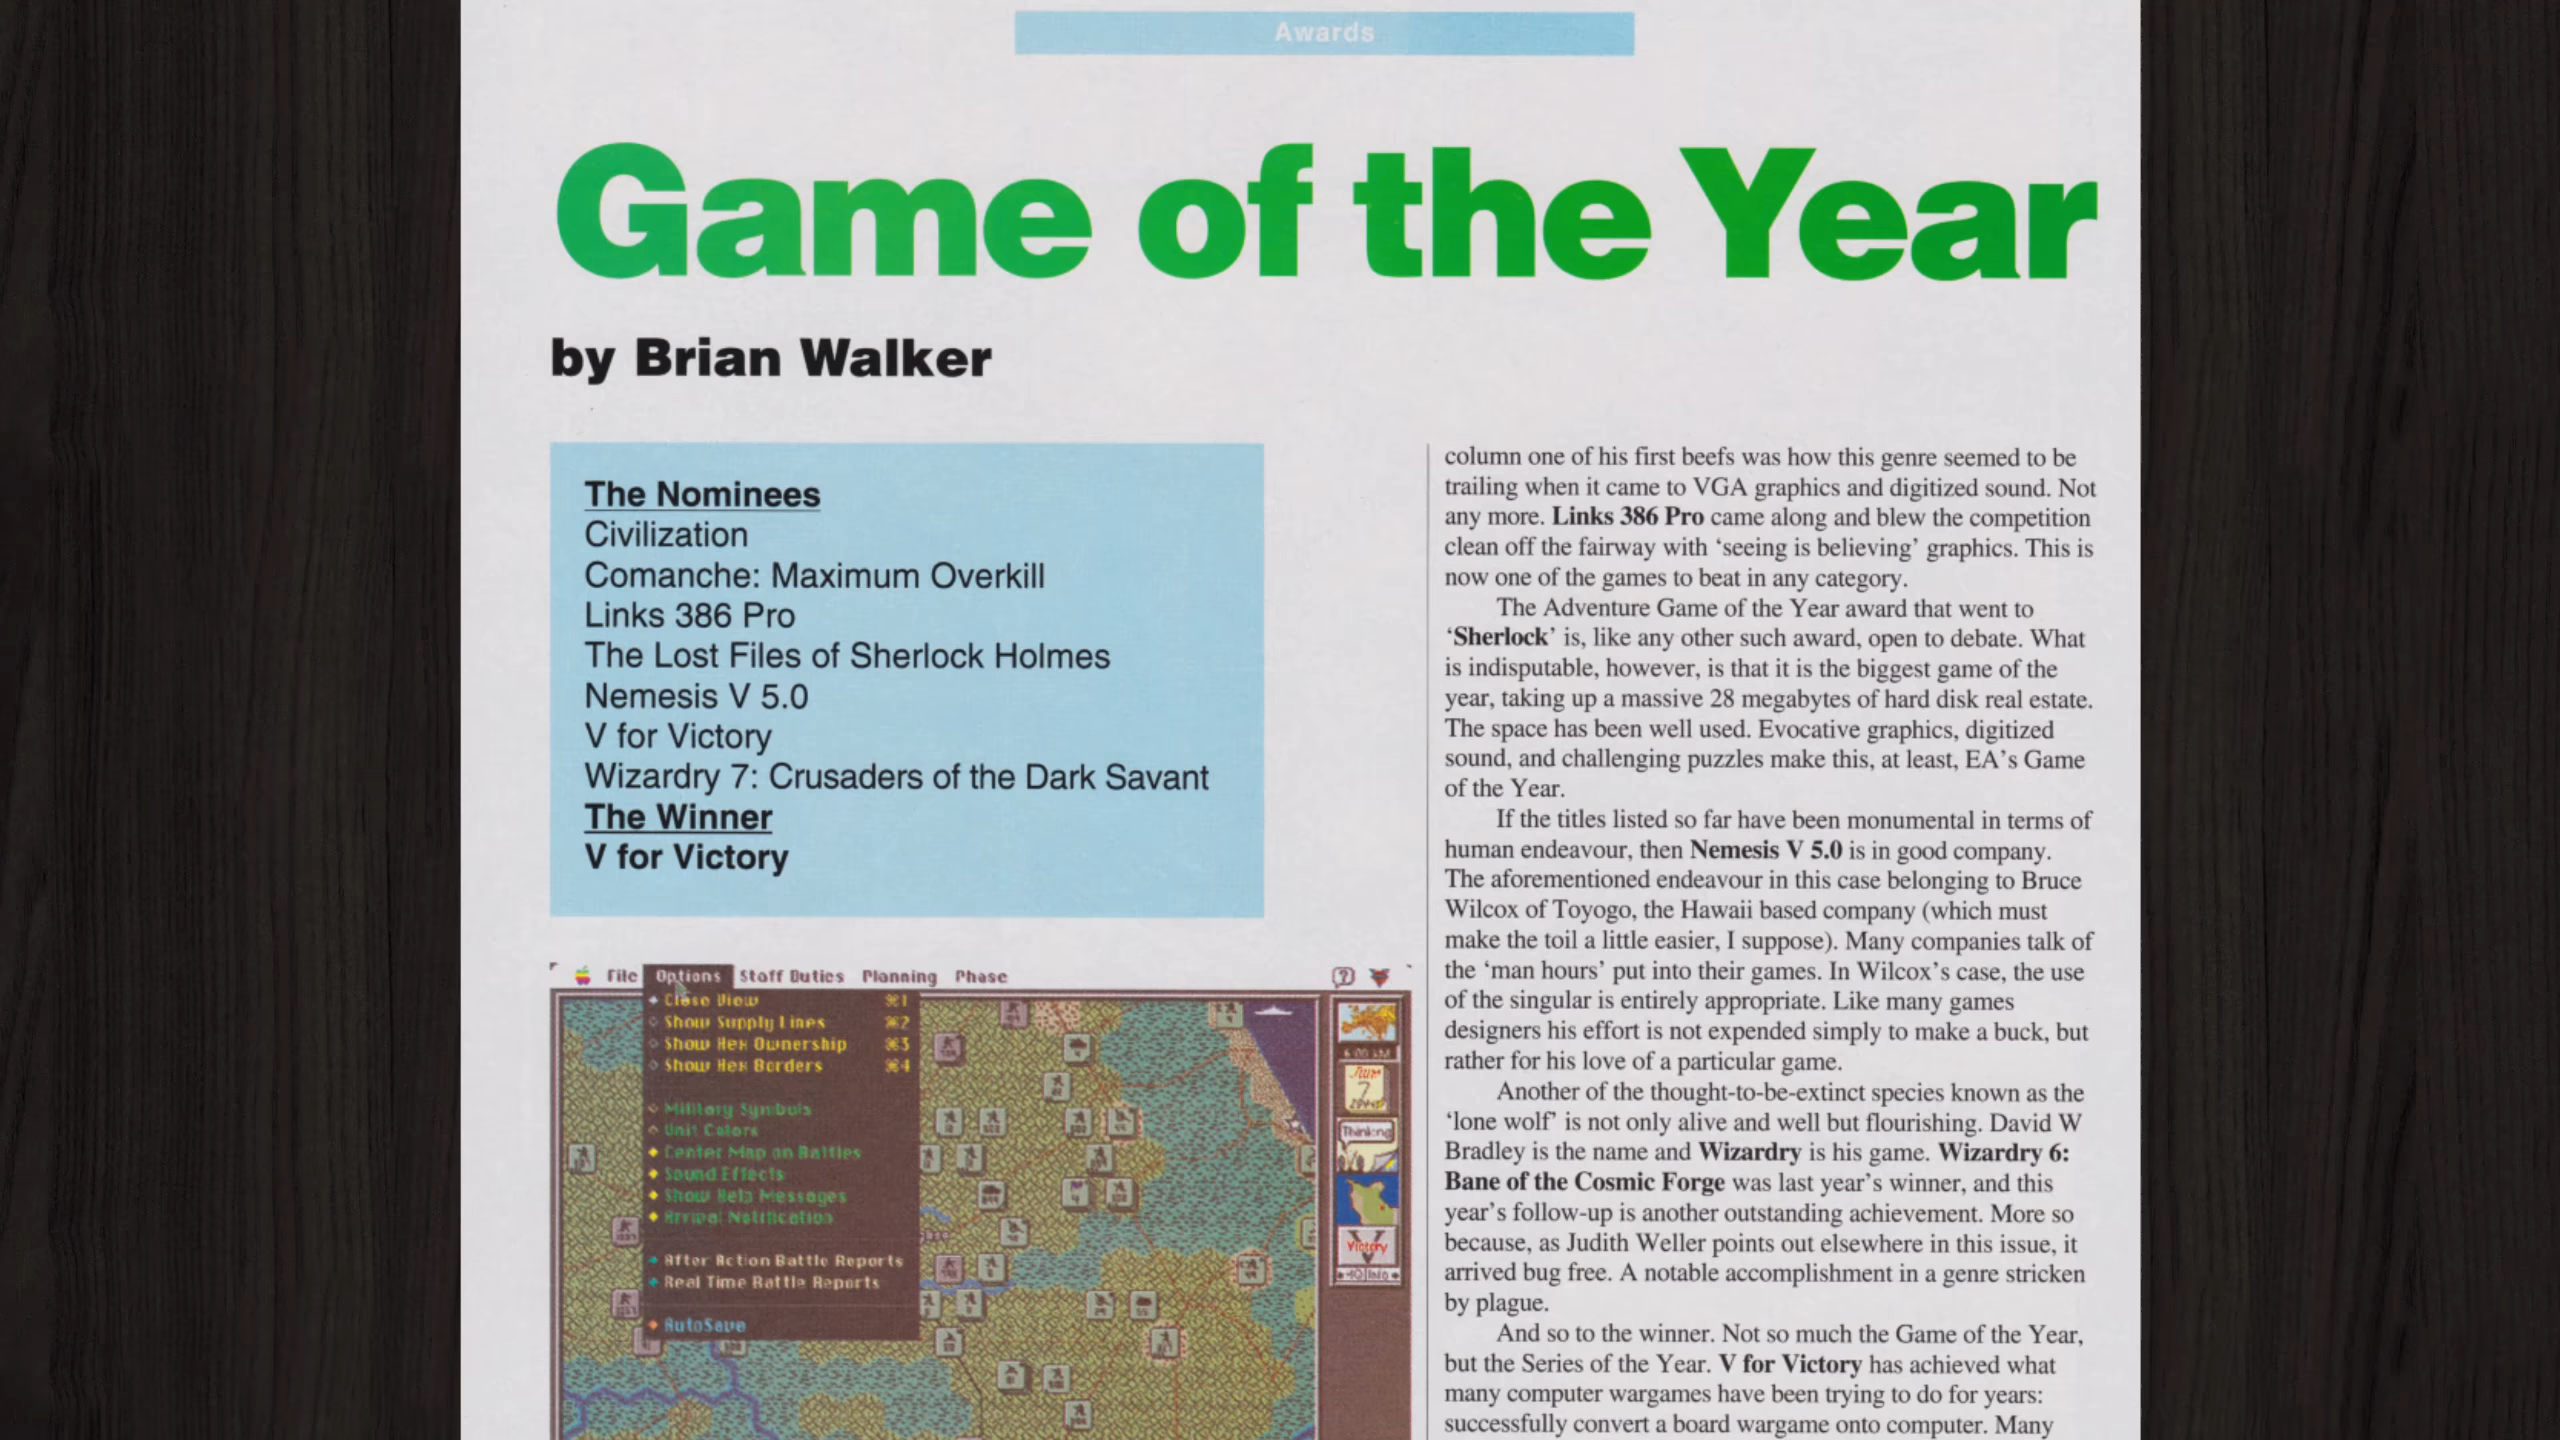 Awards
Game of the Year
by Brian Walker
The Nominees
Civilization
Comanche: Maximum Overkill
Links 386 Pro
The Lost Files of Sherlock Holmes
Nemesis V 5.0
V for Victory
Wizardry 7: Crusaders of the Dark Savant
The Winner
V for Victory
File Options Staff Duties Planning Phase
Close View ⌘1
Show Supply Lines ⌘2
Show Hex Ownership ⌘3
Show Hex Borders ⌘4
Military Symbols
Unit Colors
Center Map on Battles
Sound Effects
Show Help Messages
Arrival Notification
After Action Battle Reports
Real Time Battle Reports
AutoSave
Thinking
Victory
column one of his first beefs was how this genre seemed to be
trailing when it came to VGA graphics and digitized sound. Not
any more. Links 386 Pro came along and blew the competition
clean off the fairway with ‘seeing is believing’ graphics. This is
now one of the games to beat in any category.
The Adventure Game of the Year award that went to
‘Sherlock’ is, like any other such award, open to debate. What
is indisputable, however, is that it is the biggest game of the
year, taking up a massive 28 megabytes of hard disk real estate.
The space has been well used. Evocative graphics, digitized
sound, and challenging puzzles make this, at least, EA’s Game
of the Year.
If the titles listed so far have been monumental in terms of
human endeavour, then Nemesis V 5.0 is in good company.
The aforementioned endeavour in this case belonging to Bruce
Wilcox of Toyogo, the Hawaii based company (which must
make the toil a little easier, I suppose). Many companies talk of
the ‘man hours’ put into their games. In Wilcox’s case, the use
of the singular is entirely appropriate. Like many games
designers his effort is not expended simply to make a buck, but
rather for his love of a particular game.
Another of the thought-to-be-extinct species known as the
‘lone wolf’ is not only alive and well but flourishing. David W
Bradley is the name and Wizardry is his game. Wizardry 6:
Bane of the Cosmic Forge was last year’s winner, and this
year’s follow-up is another outstanding achievement. More so
because, as Judith Weller points out elsewhere in this issue, it
arrived bug free. A notable accomplishment in a genre stricken
by plague.
And so to the winner. Not so much the Game of the Year,
but the Series of the Year. V for Victory has achieved what
many computer wargames have been trying to do for years:
successfully convert a board wargame onto computer. Many